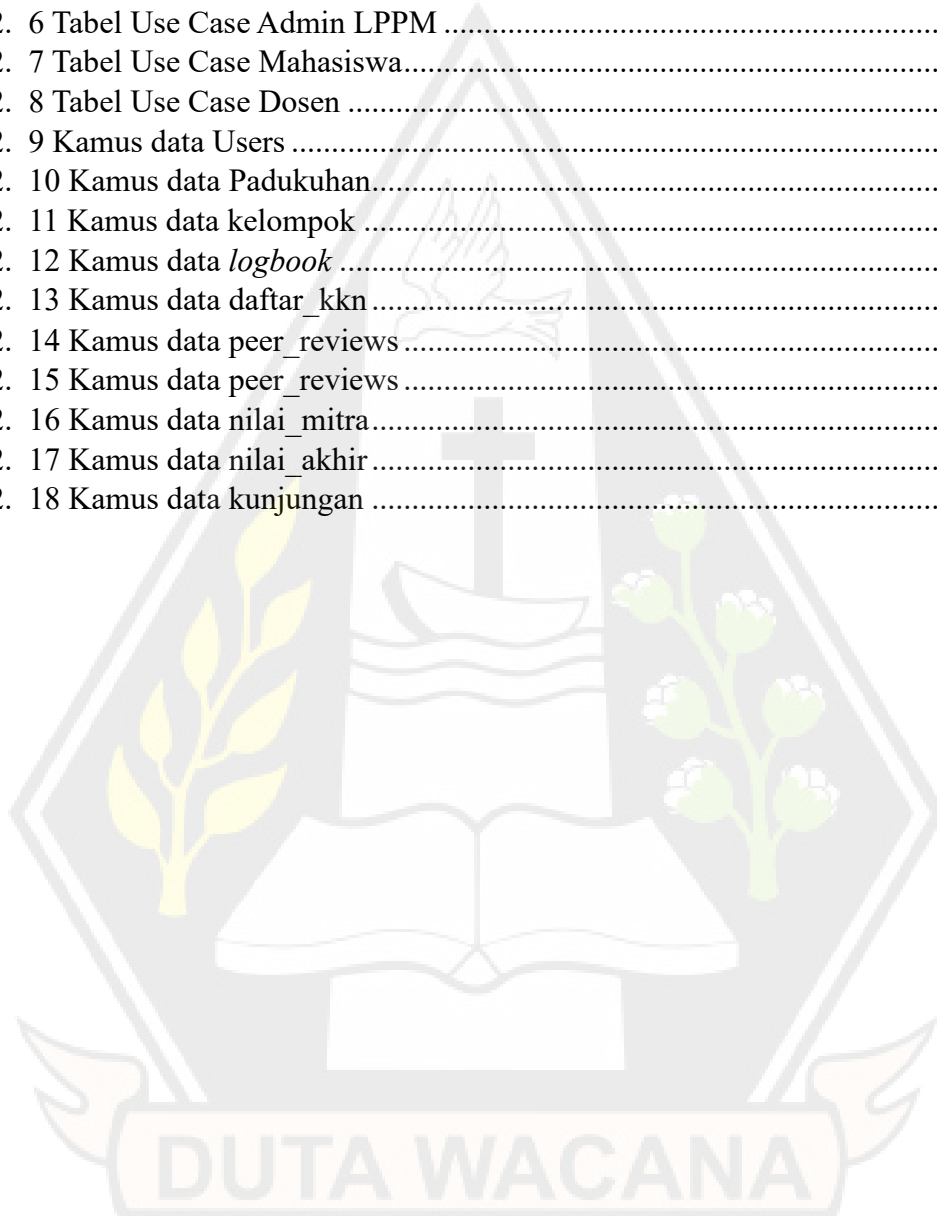 2. 6 Tabel Use Case Admin LPPM ................................................................
2. 7 Tabel Use Case Mahasiswa................................................................
2. 8 Tabel Use Case Dosen ................................................................
2. 9 Kamus data Users ................................................................
2. 10 Kamus data Padukuhan................................................................
2. 11 Kamus data kelompok ................................................................
2. 12 Kamus data logbook ................................................................
2. 13 Kamus data daftar_kkn ................................................................
2. 14 Kamus data peer_reviews ................................................................
2. 15 Kamus data peer_reviews ................................................................
2. 16 Kamus data nilai_mitra................................................................
2. 17 Kamus data nilai_akhir ................................................................
2. 18 Kamus data kunjungan ................................................................
DUTA WACANA